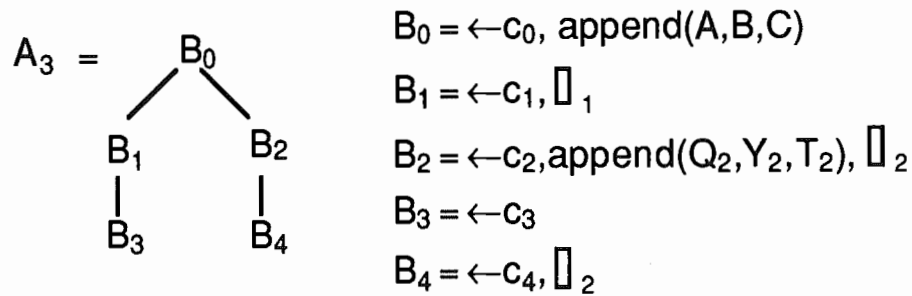 A₃ =
B₀
B₁ B₂
B₃ B₄
B₀ = ←c₀, append(A,B,C)
B₁ = ←c₁, ▯ ₁
B₂ = ←c₂,append(Q₂,Y₂,T₂), ▯ ₂
B₃ = ←c₃
B₄ = ←c₄, ▯ ₂